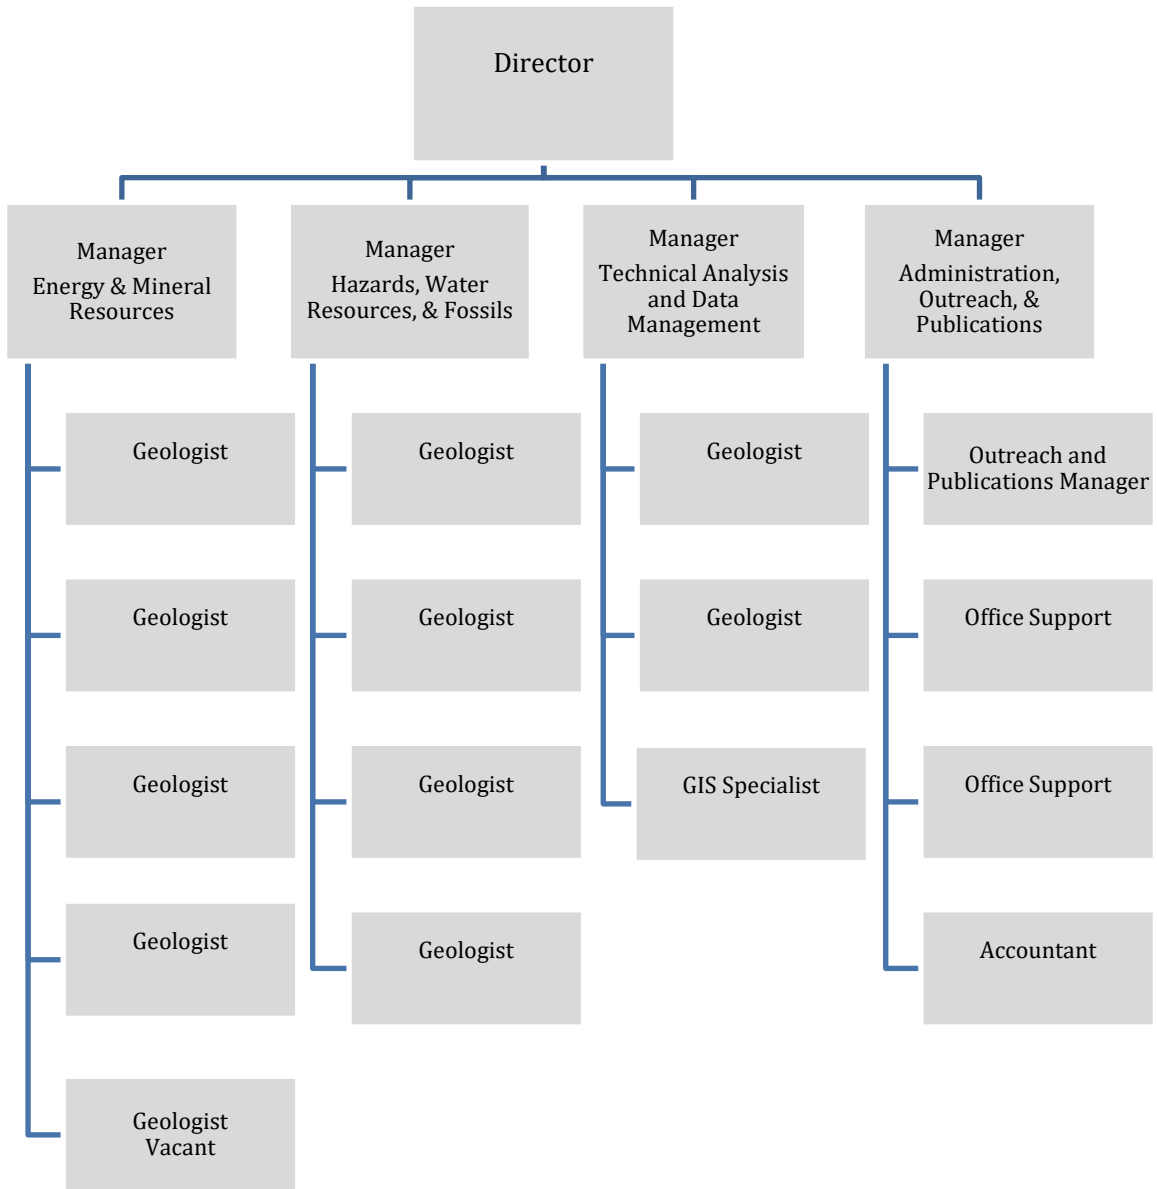 Director
Manager
Energy & Mineral
Resources
Manager
Hazards, Water
Resources, & Fossils
Manager
Technical Analysis
and Data
Management
Manager
Administration,
Outreach, &
Publications
Geologist
Geologist
Geologist
Geologist
Geologist
Vacant
Geologist
Geologist
Geologist
Geologist
Geologist
Geologist
GIS Specialist
Outreach and
Publications Manager
Office Support
Office Support
Accountant